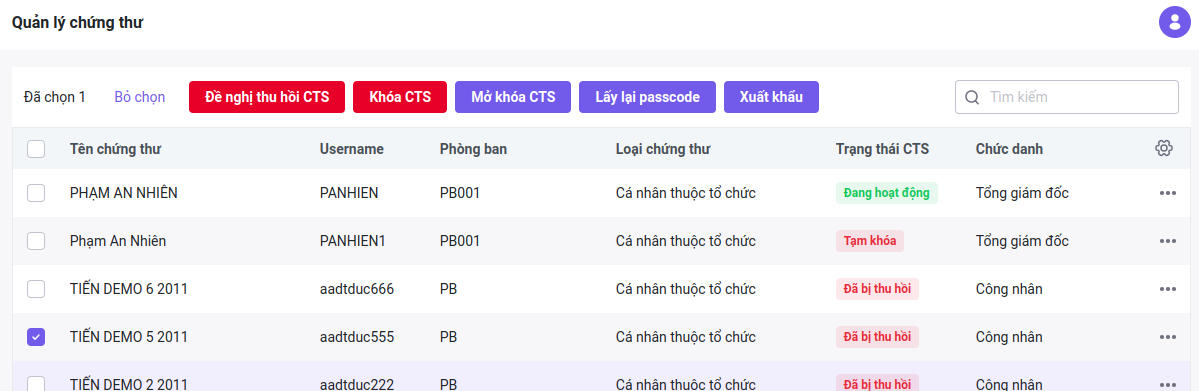 Quản lý chứng thư
Đã chọn 1 Bỏ chọn Đề nghị thu hồi CTS Khóa CTS Mở khóa CTS Lấy lại passcode Xuất khẩu Tìm kiếm
Tên chứng thư Username Phòng ban Loại chứng thư Trạng thái CTS Chức danh
PHẠM AN NHIÊN PANHIEN PB001 Cá nhân thuộc tổ chức Đang hoạt động Tổng giám đốc
Phạm An Nhiên PANHIEN1 PB001 Cá nhân thuộc tổ chức Tạm khóa Tổng giám đốc
TIẾN DEMO 6 2011 aadtduc666 PB Cá nhân thuộc tổ chức Đã bị thu hồi Công nhân
TIẾN DEMO 5 2011 aadtduc555 PB Cá nhân thuộc tổ chức Đã bị thu hồi Công nhân
TIẾN DEMO 2 2011 aadtduc222 PB Cá nhân thuộc tổ chức Đã bị thu hồi Công nhân